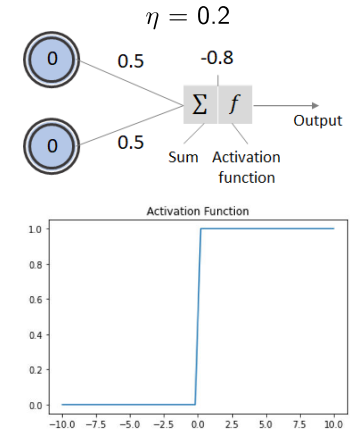 η = 0.2
0
0.5
-0.8
Σ
f
Output
0
0.5
Sum
Activation
function
Activation Function
1.0
0.8
0.6
0.4
0.2
0.0
-10.0 -7.5 -5.0 -2.5 0.0 2.5 5.0 7.5 10.0